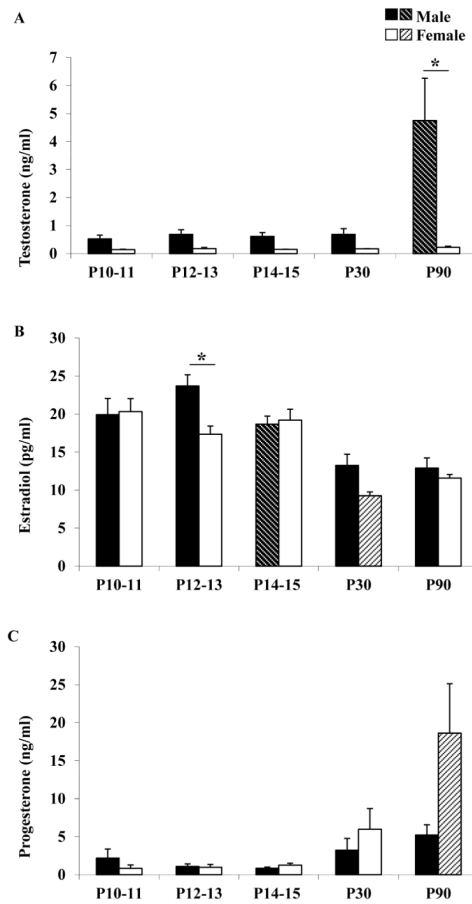 A
Male
Female
Testosterone (ng/ml)
7
6
5
4
3
2
1
0
*
P10-11 P12-13 P14-15 P30 P90
B
Estradiol (pg/ml)
30
25
20
15
10
5
0
*
P10-11 P12-13 P14-15 P30 P90
C
Progesterone (ng/ml)
30
25
20
15
10
5
0
P10-11 P12-13 P14-15 P30 P90